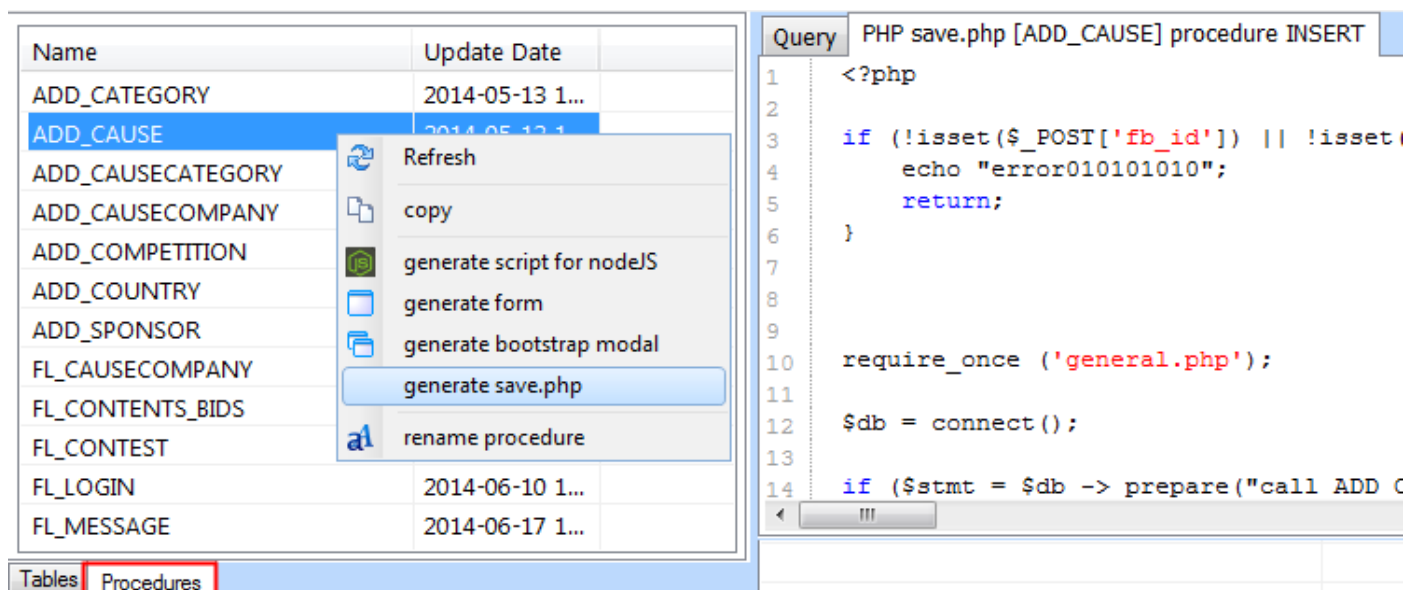 Name Update Date
ADD_CATEGORY 2014-05-13 1...
ADD_CAUSE 2014-05-13 1
ADD_CAUSECATEGORY
ADD_CAUSECOMPANY
ADD_COMPETITION
ADD_COUNTRY
ADD_SPONSOR
FL_CAUSECOMPANY
FL_CONTENTS_BIDS
FL_CONTEST
FL_LOGIN 2014-06-10 1...
FL_MESSAGE 2014-06-17 1...
Tables Procedures
Refresh
copy
generate script for nodeJS
generate form
generate bootstrap modal
generate save.php
rename procedure
Query PHP save.php [ADD_CAUSE] procedure INSERT
1 <?php
2
3 if (!isset($_POST['fb_id']) || !isset(
4 echo "error010101010";
5 return;
6 }
7
8
9
10 require_once ('general.php');
11
12 $db = connect();
13
14 if ($stmt = $db -> prepare("call ADD